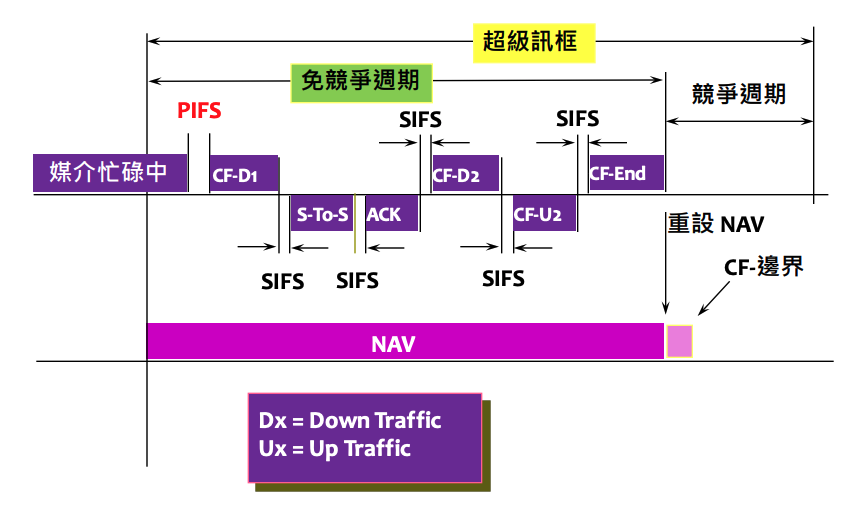 超級訊框
免競爭週期
競爭週期
PIFS
SIFS
SIFS
媒介忙碌中
CF-D1
CF-D2
CF-End
S-To-S
ACK
CF-U2
重設 NAV
SIFS
SIFS
SIFS
CF-邊界
NAV
Dx = Down Traffic
Ux = Up Traffic